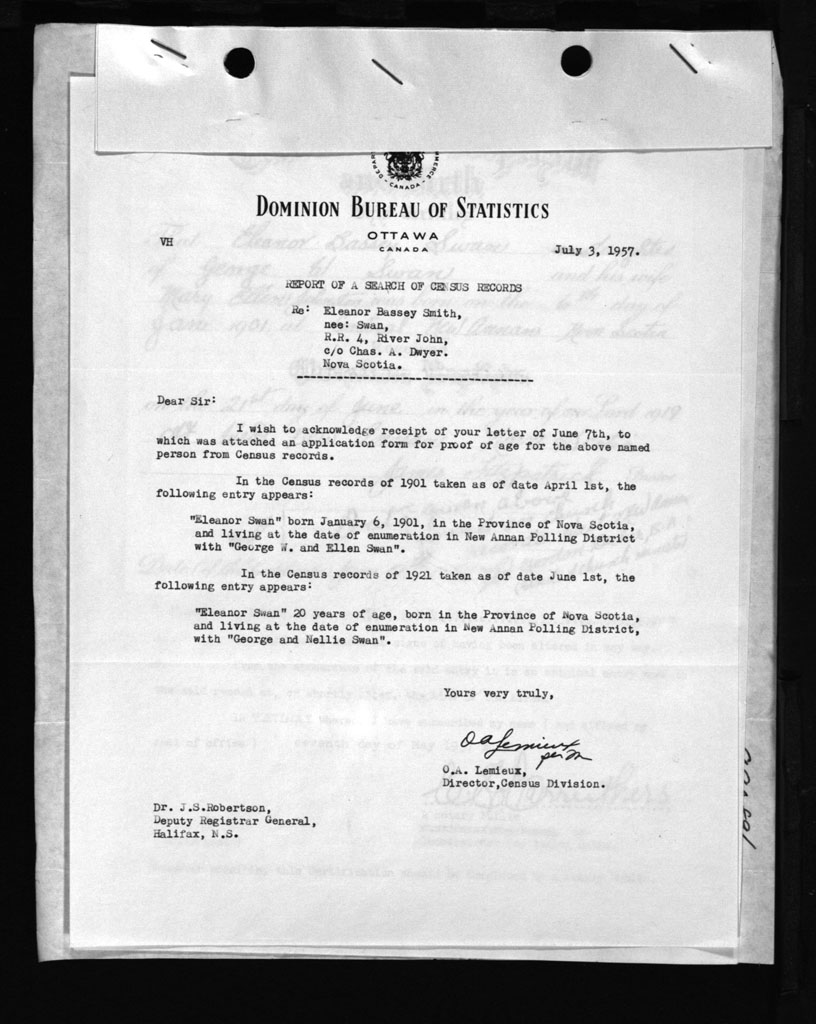 CANADA
DOMINION BUREAU OF STATISTICS
OTTAWA
CANADA
VH
July 3, 1957.
REPORT OF A SEARCH OF CENSUS RECORDS
Re: Eleanor Bassey Smith,
nee: Swan,
R.R. 4, River John,
c/o Chas. A. Dwyer.
Nova Scotia.
Dear Sir:
I wish to acknowledge receipt of your letter of June 7th, to
which was attached an application form for proof of age for the above named
person from Census records.
In the Census records of 1901 taken as of date April 1st, the
following entry appears:
"Eleanor Swan" born January 6, 1901, in the Province of Nova Scotia,
and living at the date of enumeration in New Annan Polling District
with "George W. and Ellen Swan".
In the Census records of 1921 taken as of date June 1st, the
following entry appears:
"Eleanor Swan" 20 years of age, born in the Province of Nova Scotia,
and living at the date of enumeration in New Annan Polling District,
with "George and Nellie Swan".
Yours very truly,
O A Lemieux
per M
O.A. Lemieux,
Director,Census Division.
Dr. J.S.Robertson,
Deputy Registrar General,
Halifax, N.S.